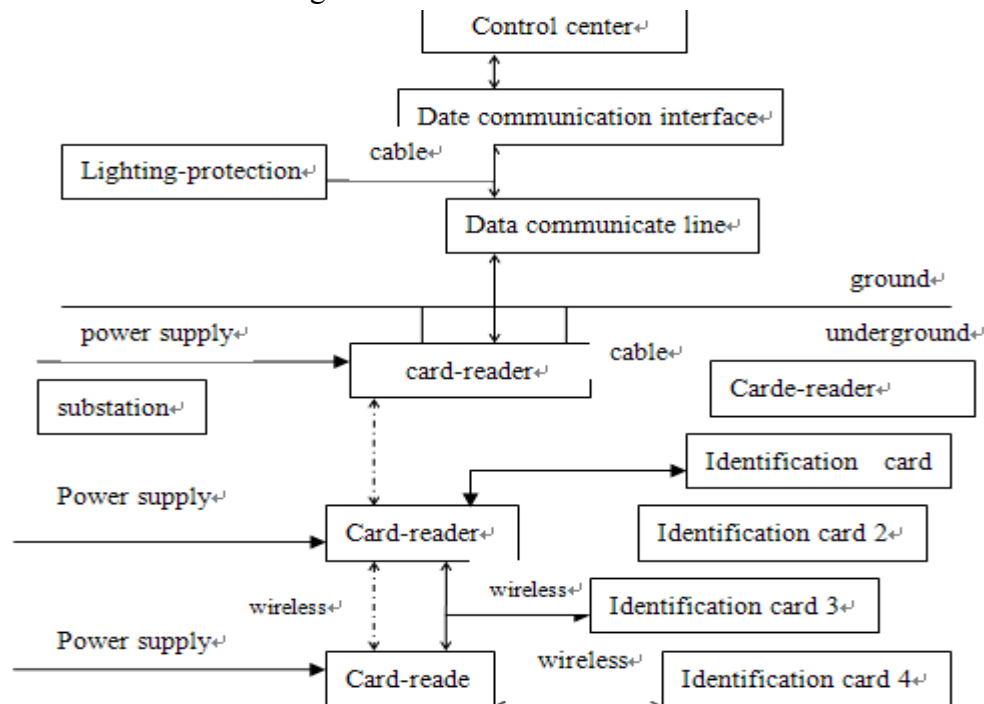 Control center
Date communication interface
cable
Lighting-protection
Data communicate line
ground
power supply
underground
cable
card-reader
Carde-reader
substation
Identification card
Power supply
Card-reader
Identification card 2
wireless
wireless
Identification card 3
Power supply
wireless
Card-reade
Identification card 4